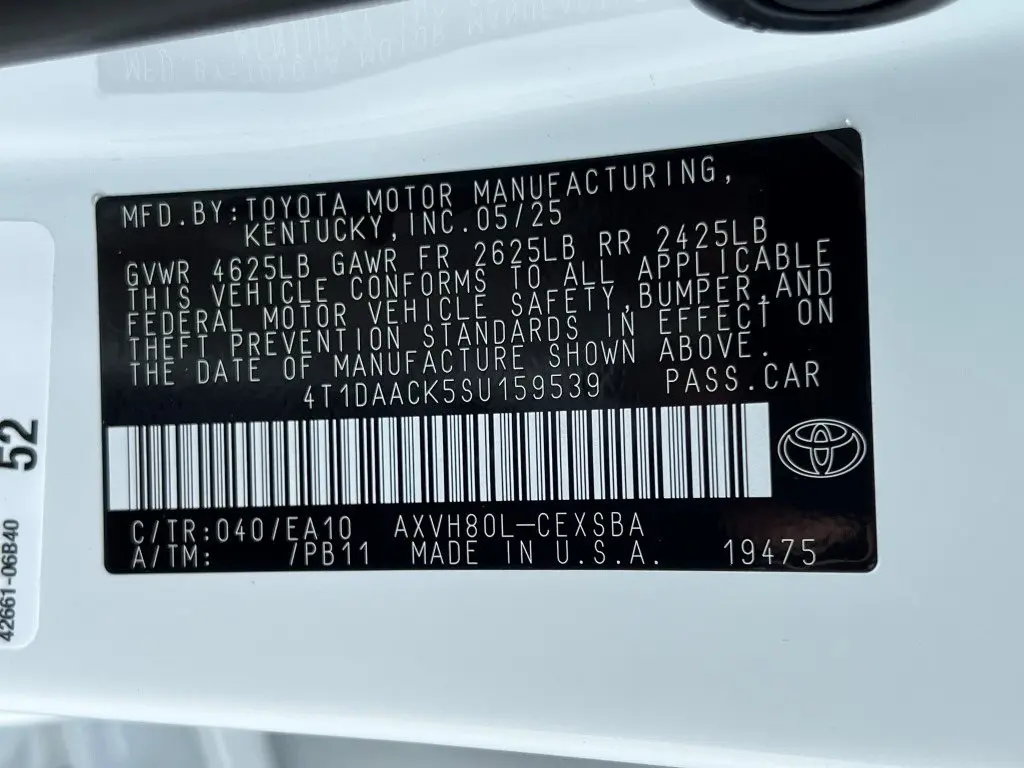 MFD.BY:TOYOTA MOTOR MANUFACTURING,
KENTUCKY,INC.05/25
GVWR 4625LB GAWR FR 2625LB RR 2425LB
THIS VEHICLE CONFORMS TO ALL APPLICABLE
FEDERAL MOTOR VEHICLE SAFETY,BUMPER,AND
THEFT PREVENTION STANDARDS IN EFFECT ON
THE DATE OF MANUFACTURE SHOWN ABOVE.
4T1DAACK5SU159539 PASS.CAR
C/TR:040/EA10 AXVH80L-CEXSBA
A/TM: 7PB11 MADE IN U.S.A. 19475
52
42661-06B40